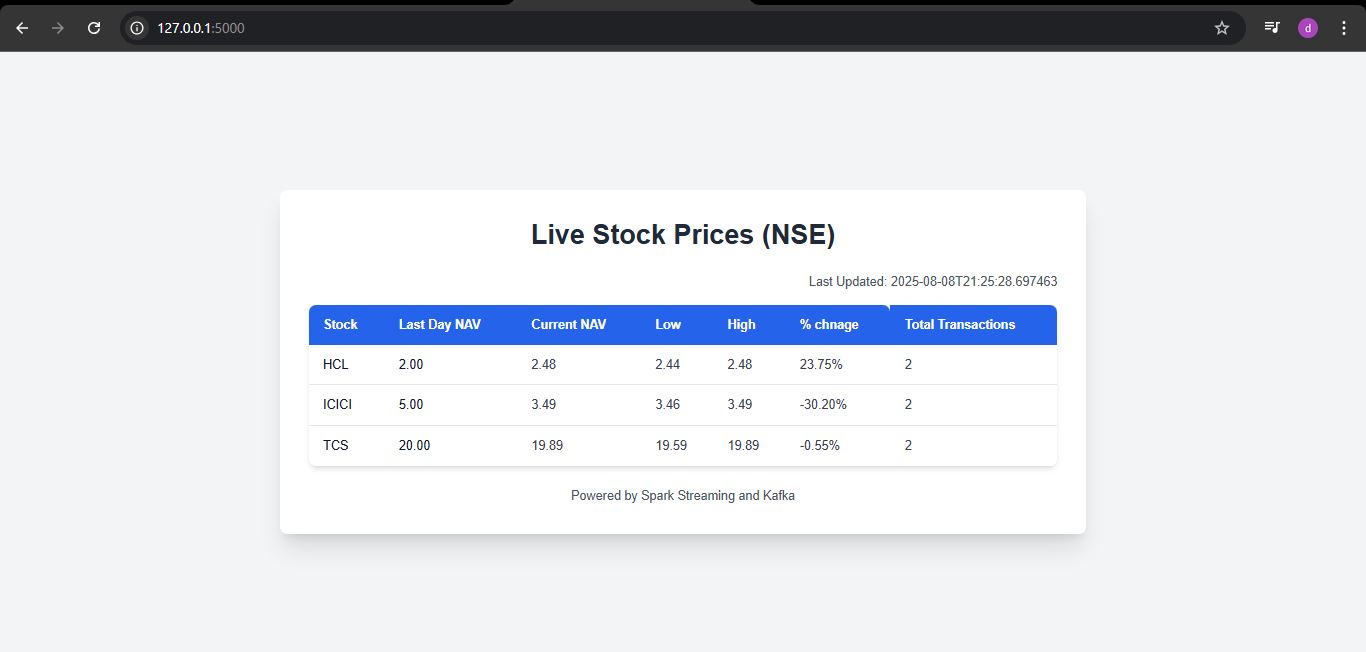 127.0.0.1:5000
d
Live Stock Prices (NSE)
Last Updated: 2025-08-08T21:25:28.697463
Stock Last Day NAV Current NAV Low High % chnage Total Transactions
HCL 2.00 2.48 2.44 2.48 23.75% 2
ICICI 5.00 3.49 3.46 3.49 -30.20% 2
TCS 20.00 19.89 19.59 19.89 -0.55% 2
Powered by Spark Streaming and Kafka